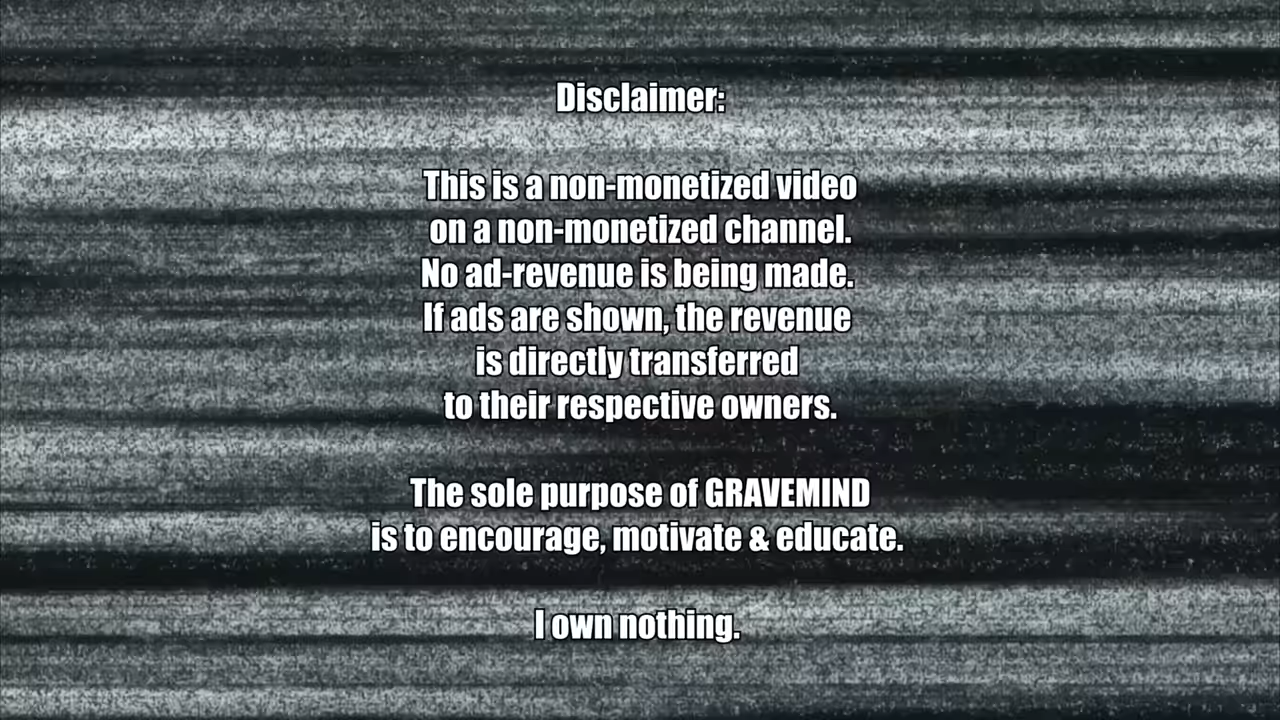 Disclaimer:
This is a non-monetized video
on a non-monetized channel.
No ad-revenue is being made.
If ads are shown, the revenue
is directly transferred
to their respective owners.
The sole purpose of GRAVEMIND
is to encourage, motivate & educate.
I own nothing.